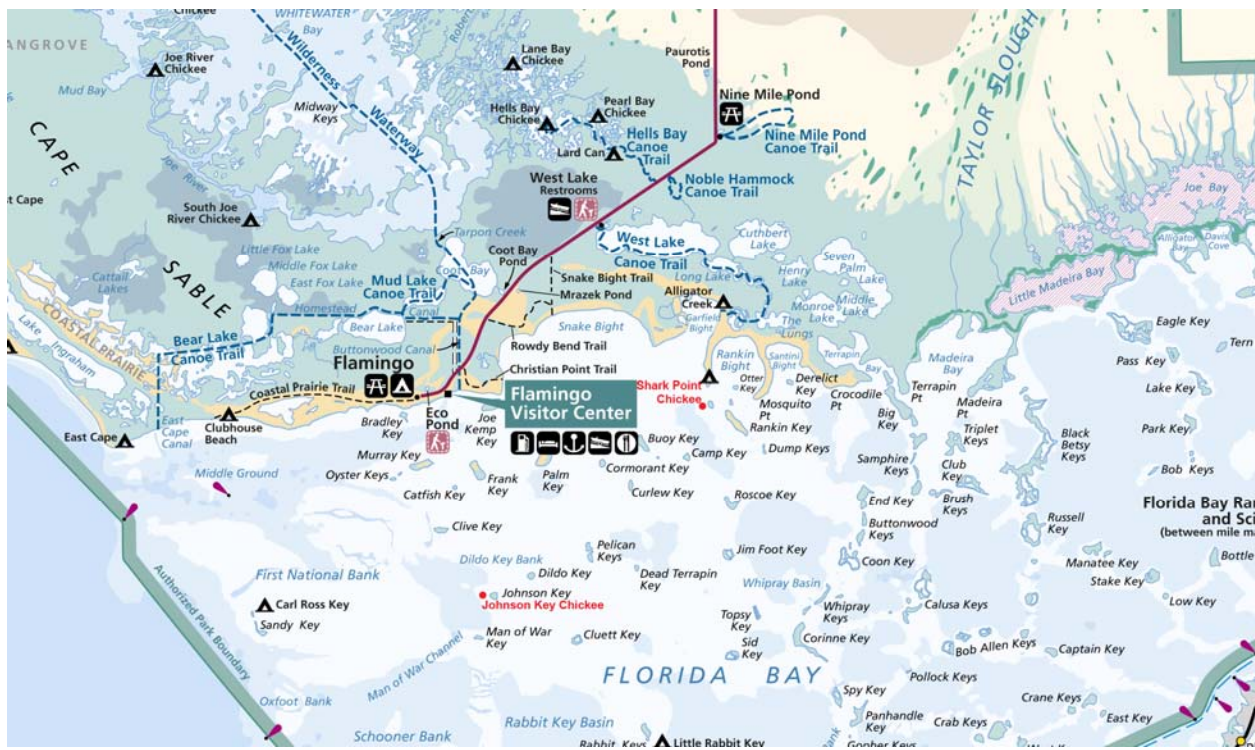 Chickee
WHITEWATER
Bay
ANGROVE
Joe River
Chickee
Mud Bay
Wilderness
Waterway
Midway
Keys
Lane Bay
Chickee
Paurotis
Pond
TAYLOR SLOUGH
Hells Bay
Chickee
Pearl Bay
Chickee
Nine Mile Pond
Nine Mile Pond
Canoe Trail
Hells Bay
Canoe
Trail
Lard Can
Noble Hammock
Canoe Trail
CAPE
SABLE
Joe River
South Joe
River Chickee
West Lake
Restrooms
Joe Bay
Tarpon Creek
Coot Bay
Pond
Coot Bay
West Lake
Canoe Trail
Cuthbert
Lake
Alligator
Bay
Davis
Cove
Little Fox Lake
Middle Fox Lake
East Fox Lake
Cattail
Lakes
Homestead
Canal
Mud Lake
Canoe Trail
Snake Bight Trail
Mrazek Pond
Long Lake
Alligator
Creek
Henry
Lake
Seven
Palm
Lake
Monroe
Lake
Middle
Lake
The
Lungs
Garfield
Bight
Little Madeira Bay
COASTAL PRAIRIE
Lake Ingraham
Bear Lake
Canoe Trail
Bear Lake
Buttonwood Canal
Snake Bight
Rowdy Bend Trail
Christian Point Trail
Rankin
Bight
Santini
Bight
Terrapin
Bay
Madeira
Bay
Eagle Key
Pass Key
Tern
Lake Key
Flamingo
Coastal Prairie Trail
Flamingo
Visitor Center
Shark Point
Chickee
Otter
Key
Derelict
Key
Mosquito
Pt
Crocodile
Pt
Rankin Key
Terrapin
Pt
Madeira
Pt
Big
Key
Triplet
Keys
East Cape
East
Cape
Canal
Clubhouse
Beach
Eco
Pond
Bradley
Key
Joe
Kemp
Key
Murray Key
Oyster Keys
Middle Ground
Catfish Key
Frank
Key
Palm
Key
Buoy Key
Cormorant Key
Camp Key
Dump Keys
Curlew Key
Roscoe Key
Samphire
Keys
Club
Key
Black
Betsy
Keys
Park Key
Bob Keys
End Key
Brush
Keys
Buttonwood
Keys
Russell
Key
Florida Bay Ran
and Sci
(between mile ma
Clive Key
Pelican
Keys
Jim Foot Key
Coon Key
Manatee Key
Stake Key
Bottle
Low Key
Authorized Park Boundary
First National Bank
Dildo Key Bank
Dildo Key
Dead Terrapin
Key
Whipray Basin
Carl Ross Key
Sandy Key
Johnson Key
Johnson Key Chickee
Topsy
Key
Whipray
Keys
Calusa Keys
Man of War
Key
Cluett Key
Sid
Key
Corinne Key
Bob Allen Keys
Captain Key
Man of War Channel
FLORIDA BAY
Pollock Keys
Oxfoot Bank
Spy Key
Crane Keys
Schooner Bank
Rabbit Key Basin
Panhandle
Key
Crab Keys
East Key
Rabbit Keys
Little Rabbit Key
Gopher Keys